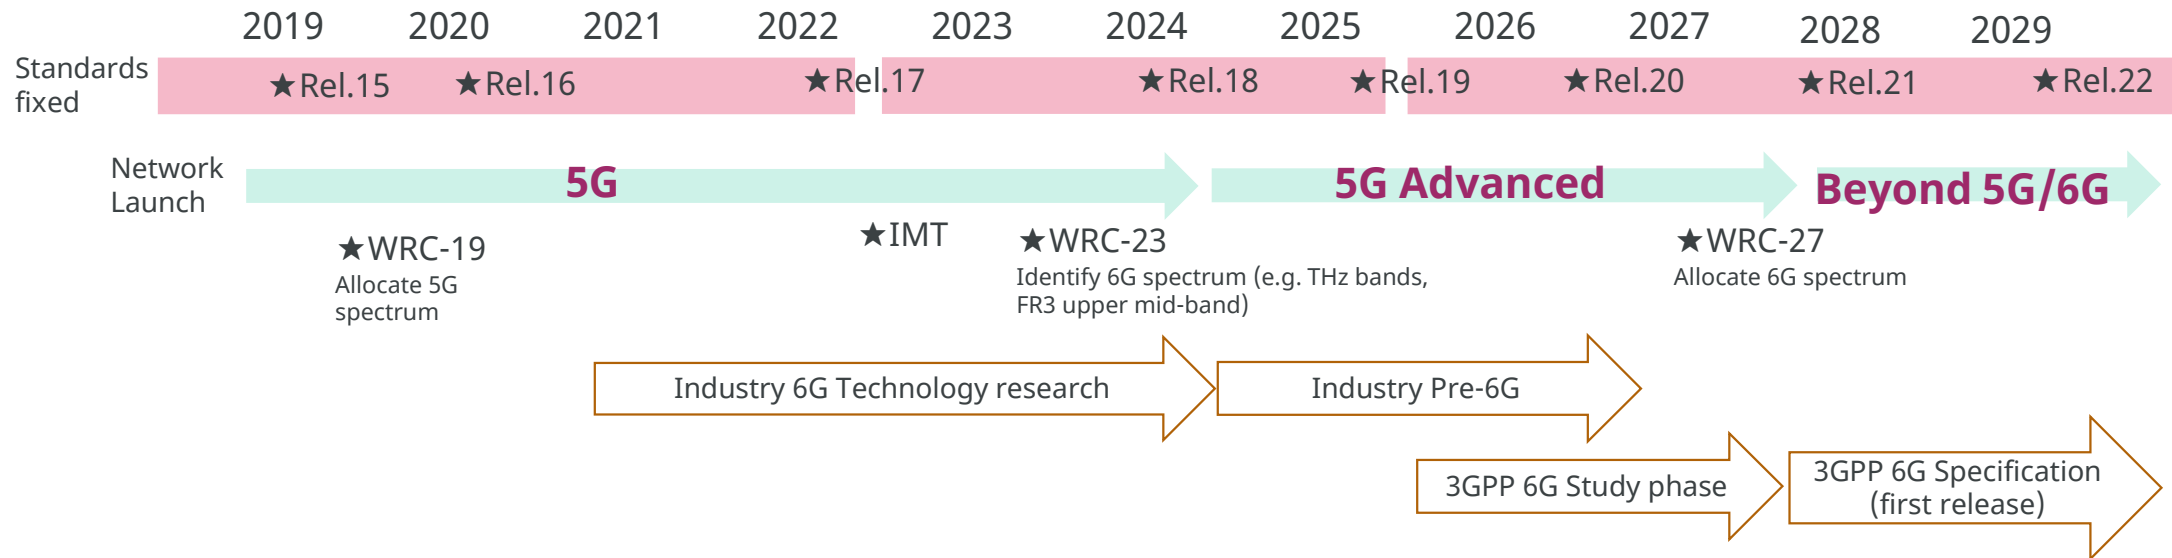 2019 2020 2021 2022 2023 2024 2025 2026 2027 2028 2029
Standards
fixed
★Rel.15 ★Rel.16 ★Rel.17 ★Rel.18 ★Rel.19 ★Rel.20 ★Rel.21 ★Rel.22
Network
Launch
5G 5G Advanced Beyond 5G/6G
★WRC-19
Allocate 5G
spectrum
★IMT
★WRC-23
Identify 6G spectrum (e.g. THz bands,
FR3 upper mid-band)
★WRC-27
Allocate 6G spectrum
Industry 6G Technology research
Industry Pre-6G
3GPP 6G Study phase
3GPP 6G Specification
(first release)